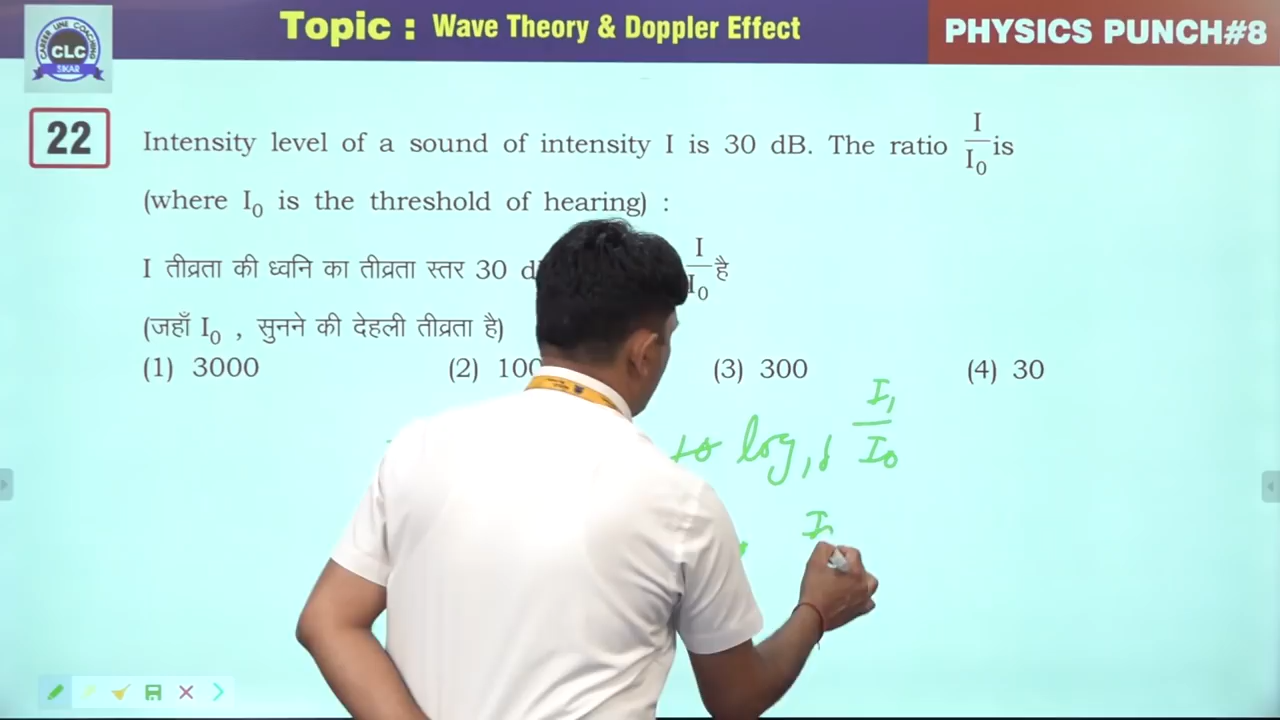 CAREER LINE COACHING
CLC
SIKAR
Topic : Wave Theory & Doppler Effect
PHYSICS PUNCH#8
22
Intensity level of a sound of intensity I is 30 dB. The ratio I/I₀ is
(where I₀ is the threshold of hearing) :
I तीव्रता की ध्वनि का तीव्रता स्तर 30 d I/I₀ है
(जहाँ I₀ , सुनने की देहली तीव्रता है)
(1) 3000 (2) 100 (3) 300 (4) 30
10 log₁₀ I₁/I₀
I₁